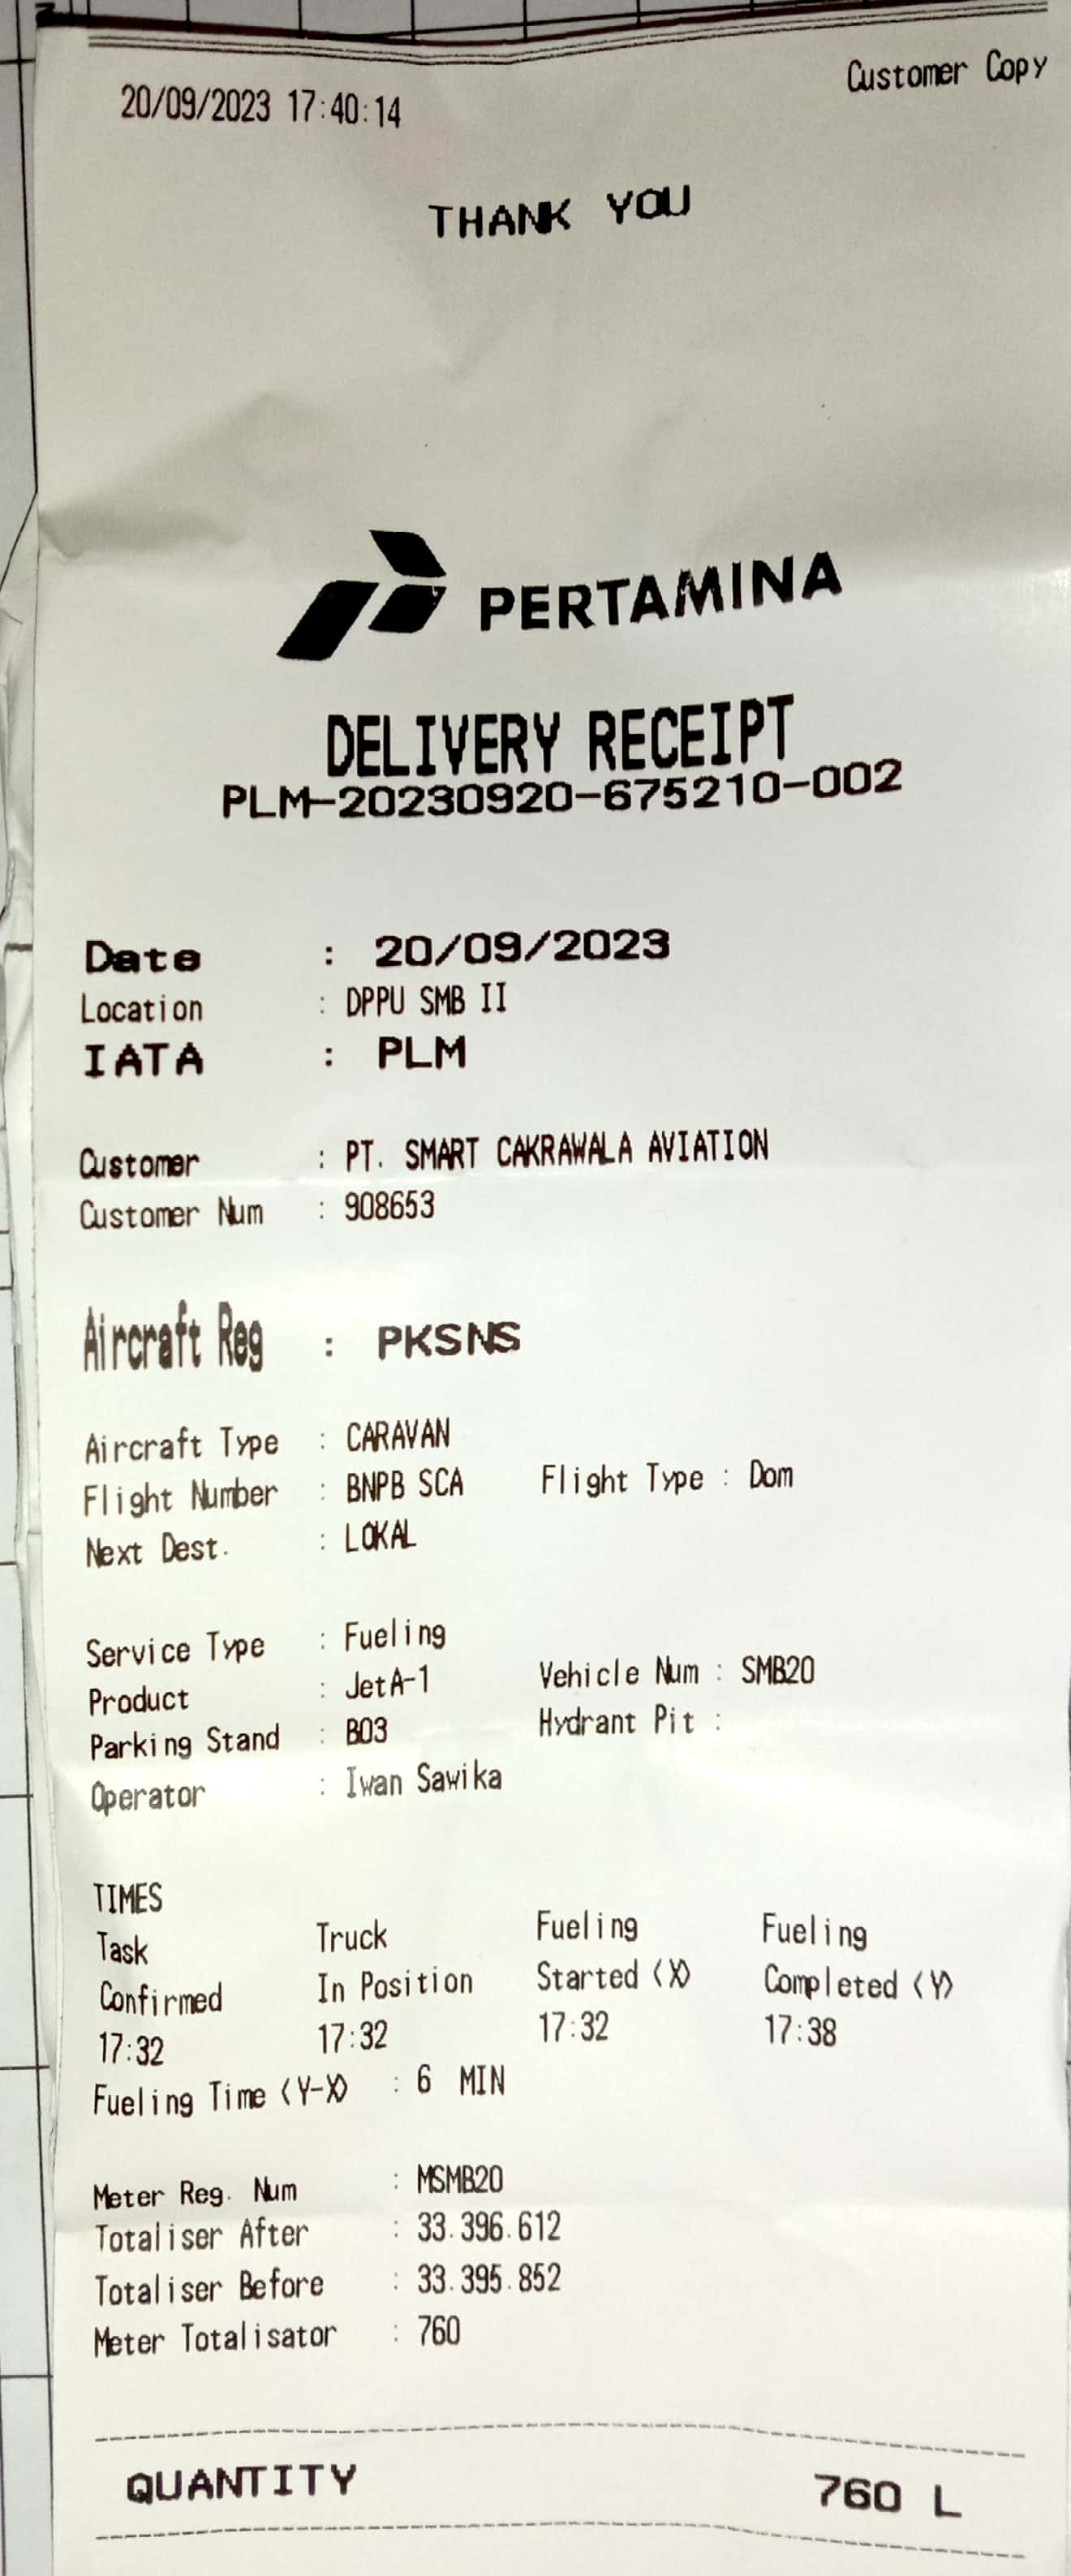 Customer Copy
20/09/2023 17:40:14
THANK YOU
PERTAMINA
DELIVERY RECEIPT
PLM-20230920-675210-002
Date : 20/09/2023
Location : DPPU SMB II
IATA : PLM
Customer : PT. SMART CAKRAWALA AVIATION
Customer Num : 908653
Aircraft Reg : PKSNS
Aircraft Type : CARAVAN
Flight Number : BNPB SCA Flight Type : Dom
Next Dest. : LOKAL
Service Type : Fueling
Product : JetA-1 Vehicle Num : SMB20
Parking Stand : B03 Hydrant Pit :
Operator : Iwan Sawika
TIMES
Task Truck Fueling Fueling
Confirmed In Position Started (X) Completed (Y)
17:32 17:32 17:32 17:38
Fueling Time (Y-X) : 6 MIN
Meter Reg. Num : MSMB20
Totaliser After : 33.396.612
Totaliser Before : 33.395.852
Meter Totalisator : 760
QUANTITY 760 L